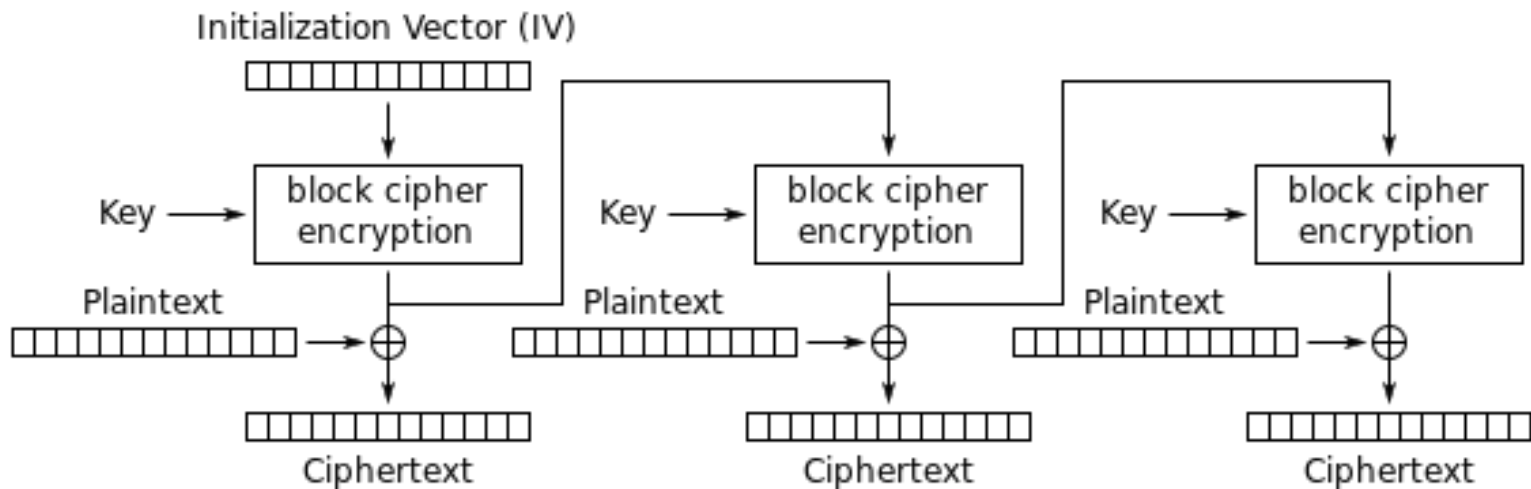 Initialization Vector (IV)
Key
block cipher
encryption
Plaintext
Ciphertext
Key
block cipher
encryption
Plaintext
Ciphertext
Key
block cipher
encryption
Plaintext
Ciphertext